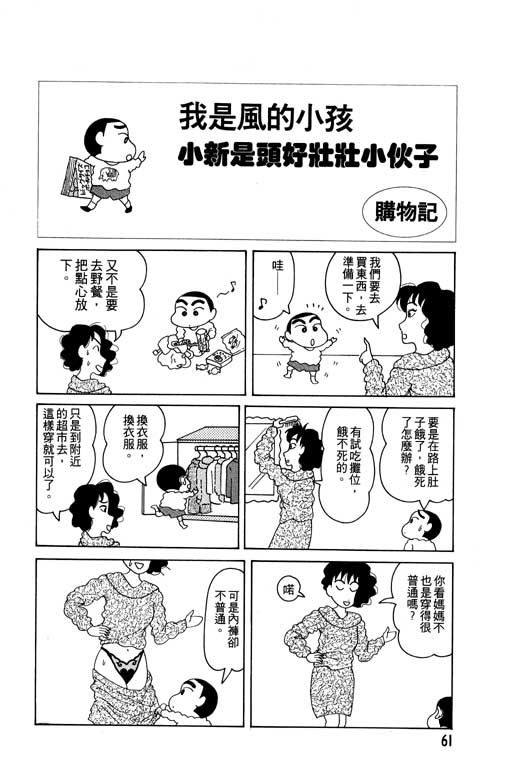 我是風的小孩
小新是頭好壯壯小伙子
購物記
我們要去
買東西，去
準備一下。
哇——
又不是要
去野餐，
把點心放
下。
要是在路上肚
子餓了，餓死
了怎麼辦？
有試吃攤位，
餓不死的。
換衣服，
換衣服。
只是到附近
的超市去，
這樣穿就可以了。
你看媽媽不
也是穿得很
普通嗎？
喏
可是內褲卻
不普通。
61